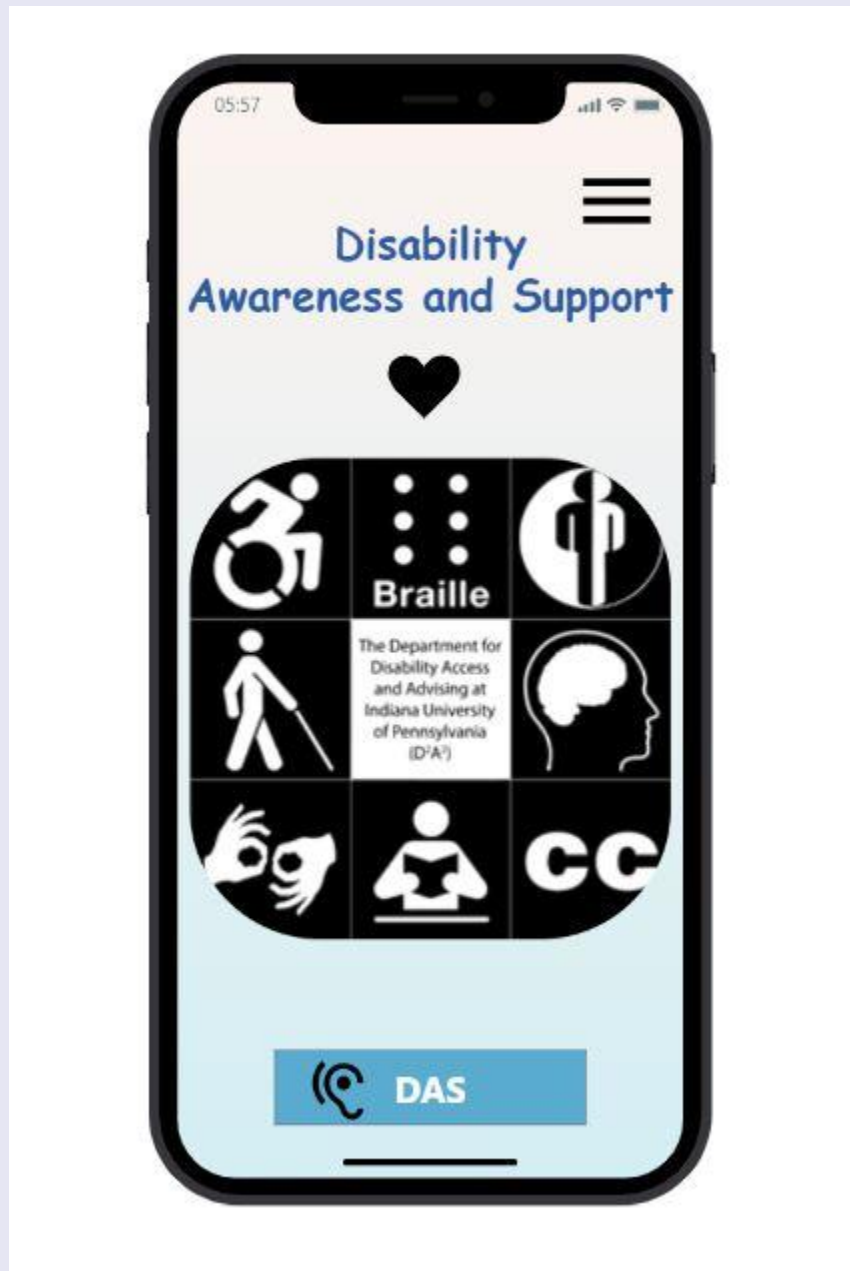 05:57
Disability
Awareness and Support
Braille
The Department for
Disability Access
and Advising at
Indiana University
of Pennsylvania
(D²A²)
CC
DAS